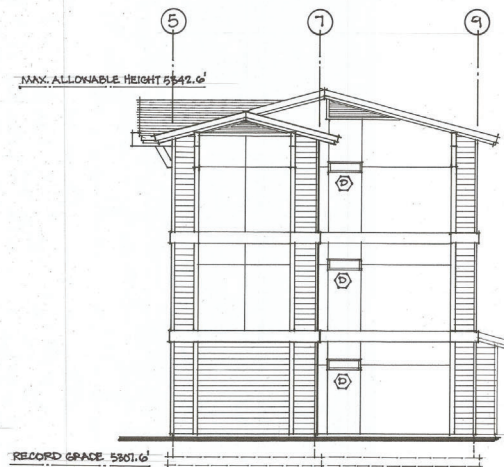 5 7 9
MAX. ALLOWABLE HEIGHT 5342.6'
D
D
D
RECORD GRADE 5307.6'